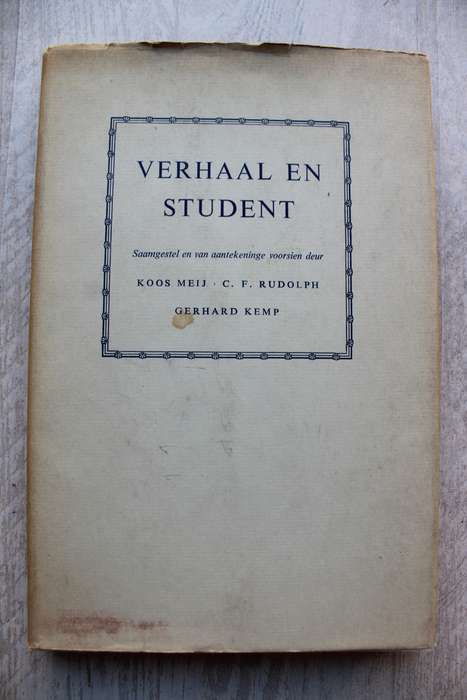 VERHAAL EN
STUDENT
Saamgestel en van aantekeninge voorsien deur
KOOS MEIJ · C. F. RUDOLPH
GERHARD KEMP